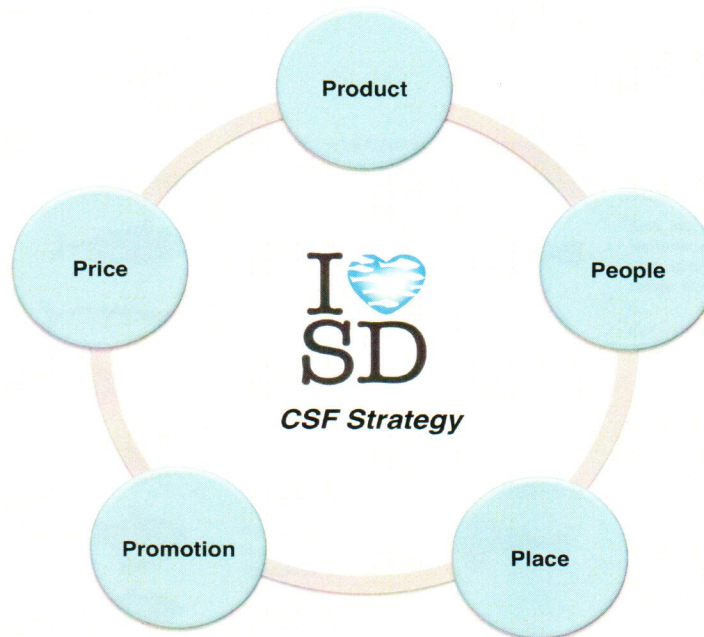 Product
People
Place
Promotion
Price
I
SD
CSF Strategy